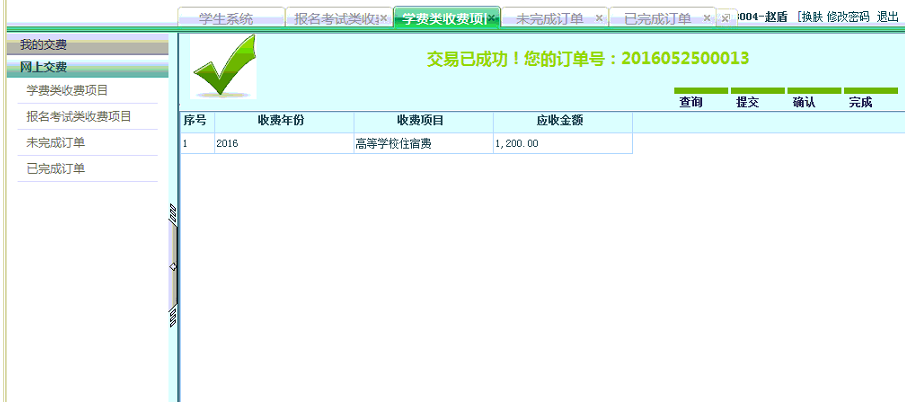 学生系统
报名考试类收
学费类收费项
未完成订单
已完成订单
004-赵盾 [换肤 修改密码 退出
我的交费
网上交费
学费类收费项目
报名考试类收费项目
未完成订单
已完成订单
交易已成功！您的订单号：2016052500013
查询 提交 确认 完成
序号 收费年份 收费项目 应收金额
1 2016 高等学校住宿费 1,200.00